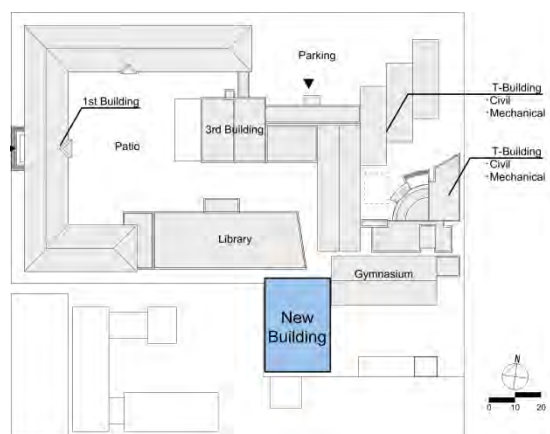 Parking
T-Building
·Civil
·Mechanical
1st Building
3rd Building
Patio
T-Building
·Civil
·Mechanical
Library
Gymnasium
New
Building
N
0 10 20